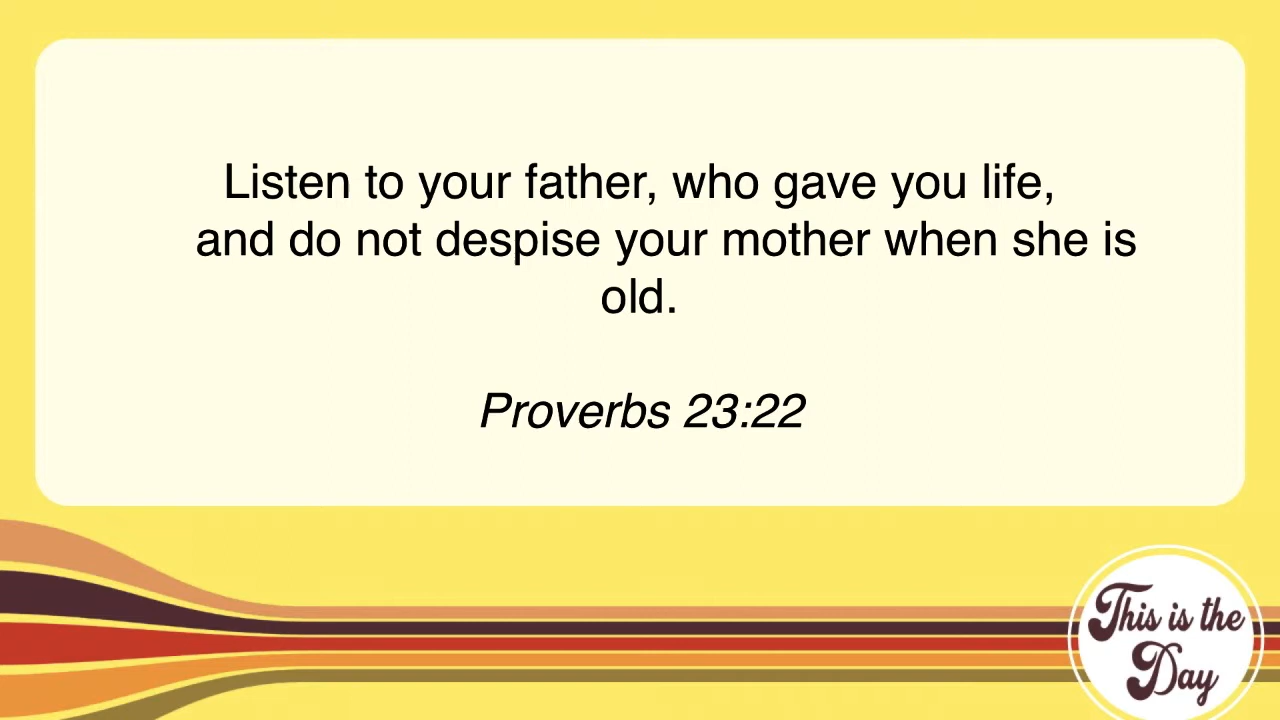 Listen to your father, who gave you life,
and do not despise your mother when she is
old.
Proverbs 23:22
This is the
Day